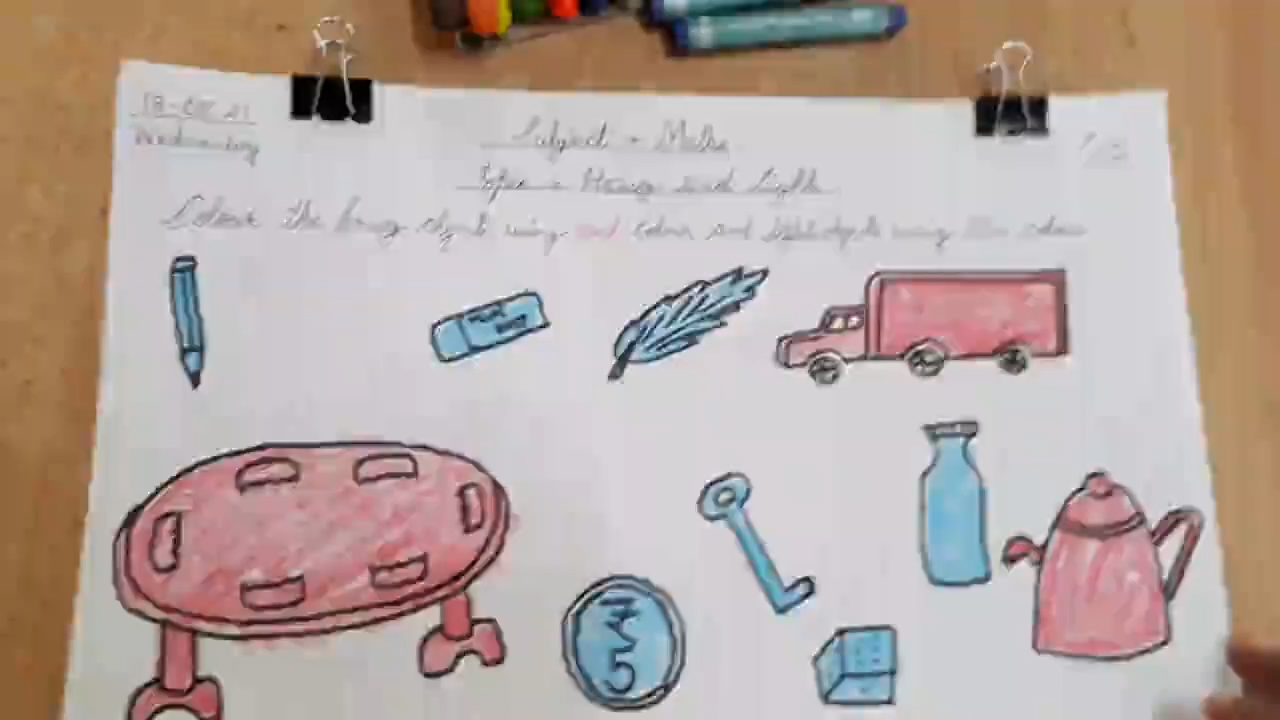 Wednesday
Subject - Maths
Topic - Heavy and Light
Colour the heavy objects using red colour and light objects using blue colour
₹
5